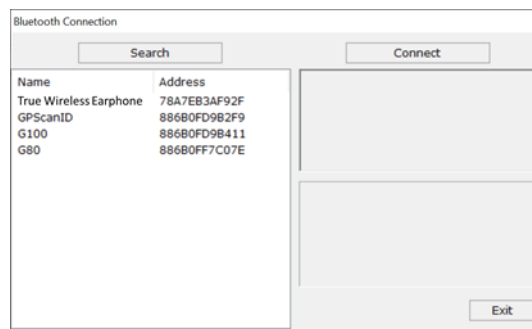 Bluetooth Connection
Search Connect
Name Address
True Wireless Earphone 78A7EB3AF92F
GPScanID 886B0FD9B2F9
G100 886B0FD9B411
G80 886B0FF7C07E
Exit